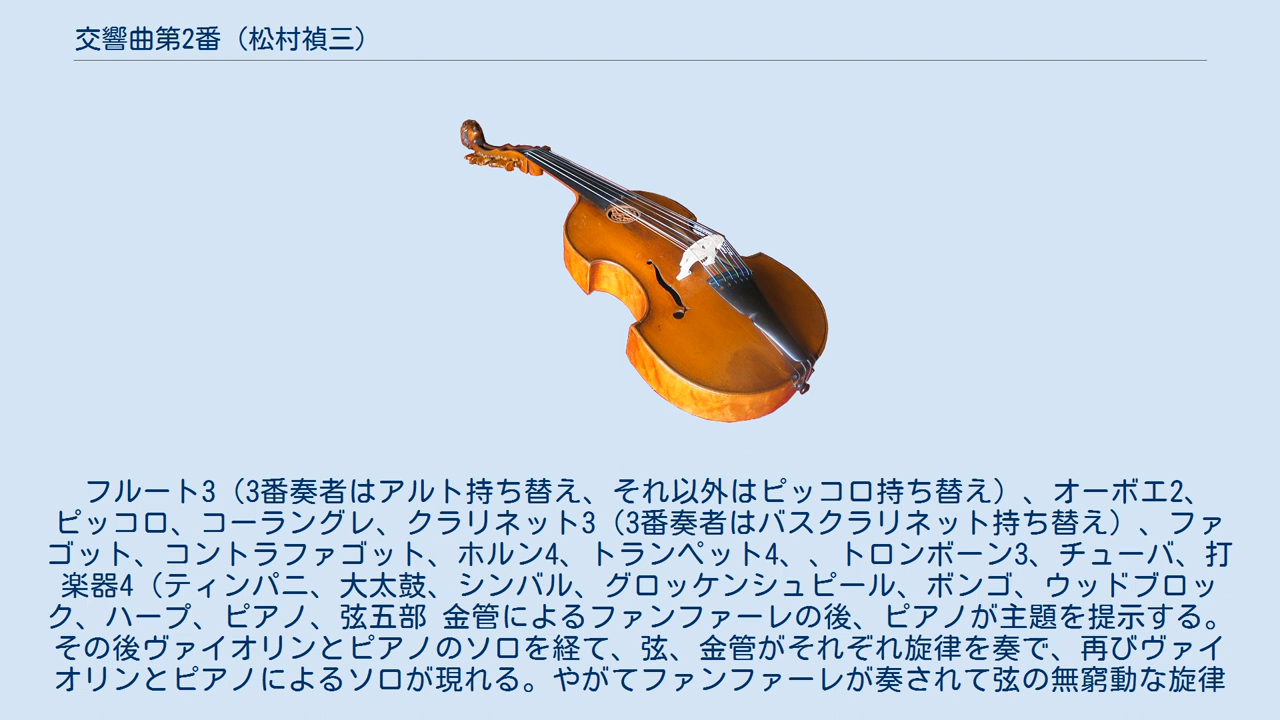 交響曲第2番（松村禎三）
フルート3（3番奏者はアルト持ち替え、それ以外はピッコロ持ち替え）、オーボエ2、
ピッコロ、コーラングレ、クラリネット3（3番奏者はバスクラリネット持ち替え）、ファ
ゴット、コントラファゴット、ホルン4、トランペット4、、トロンボーン3、チューバ、打
楽器4（ティンパニ、大太鼓、シンバル、グロッケンシュピール、ボンゴ、ウッドブロッ
ク、ハープ、ピアノ、弦五部 金管によるファンファーレの後、ピアノが主題を提示する。
その後ヴァイオリンとピアノのソロを経て、弦、金管がそれぞれ旋律を奏で、再びヴァイ
オリンとピアノによるソロが現れる。やがてファンファーレが奏されて弦の無窮動な旋律